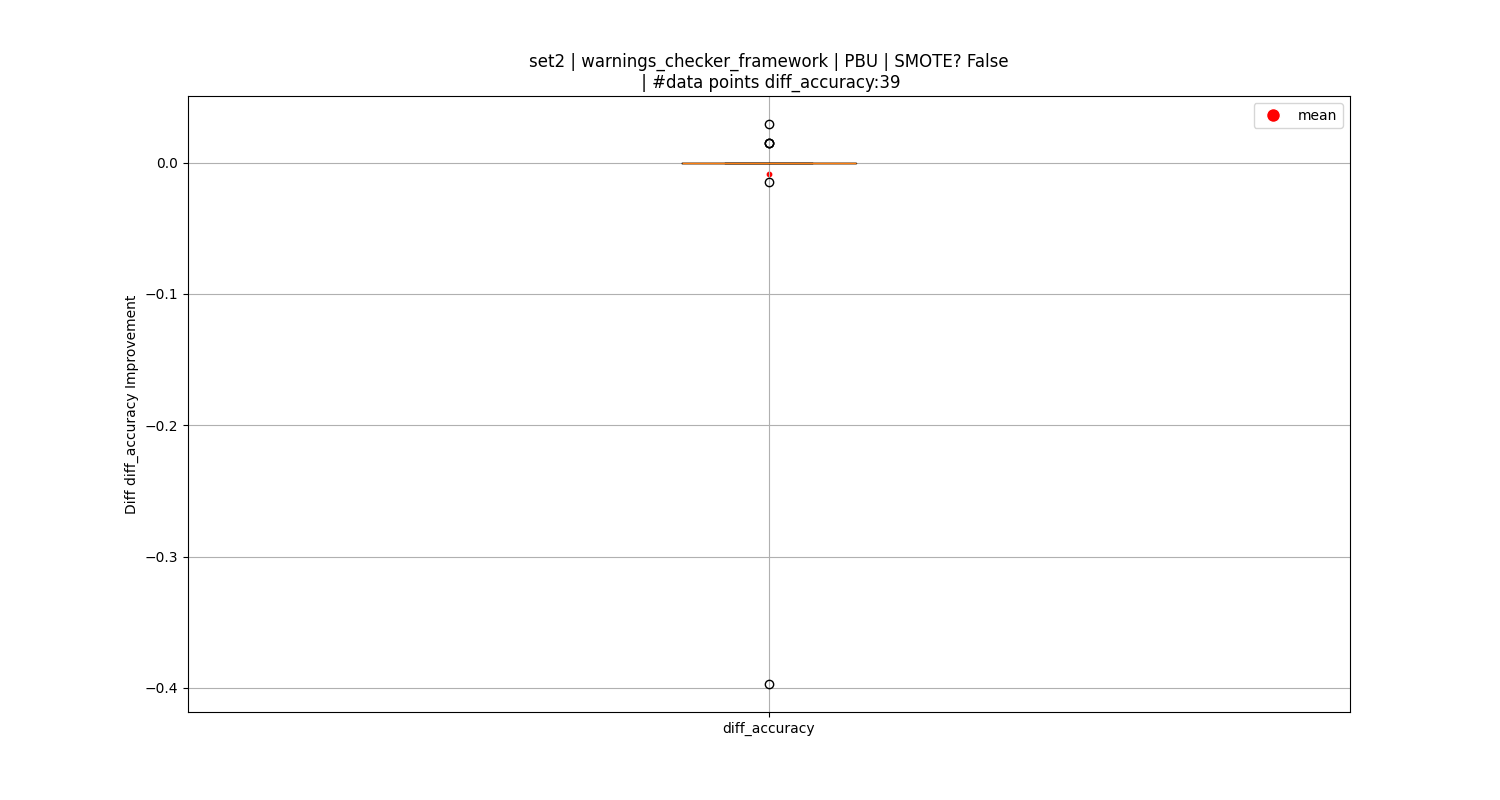 set2 | warnings_checker_framework | PBU | SMOTE? False
| #data points diff_accuracy:39
mean
0.0
−0.1
−0.2
−0.3
−0.4
Diff diff_accuracy Improvement
diff_accuracy